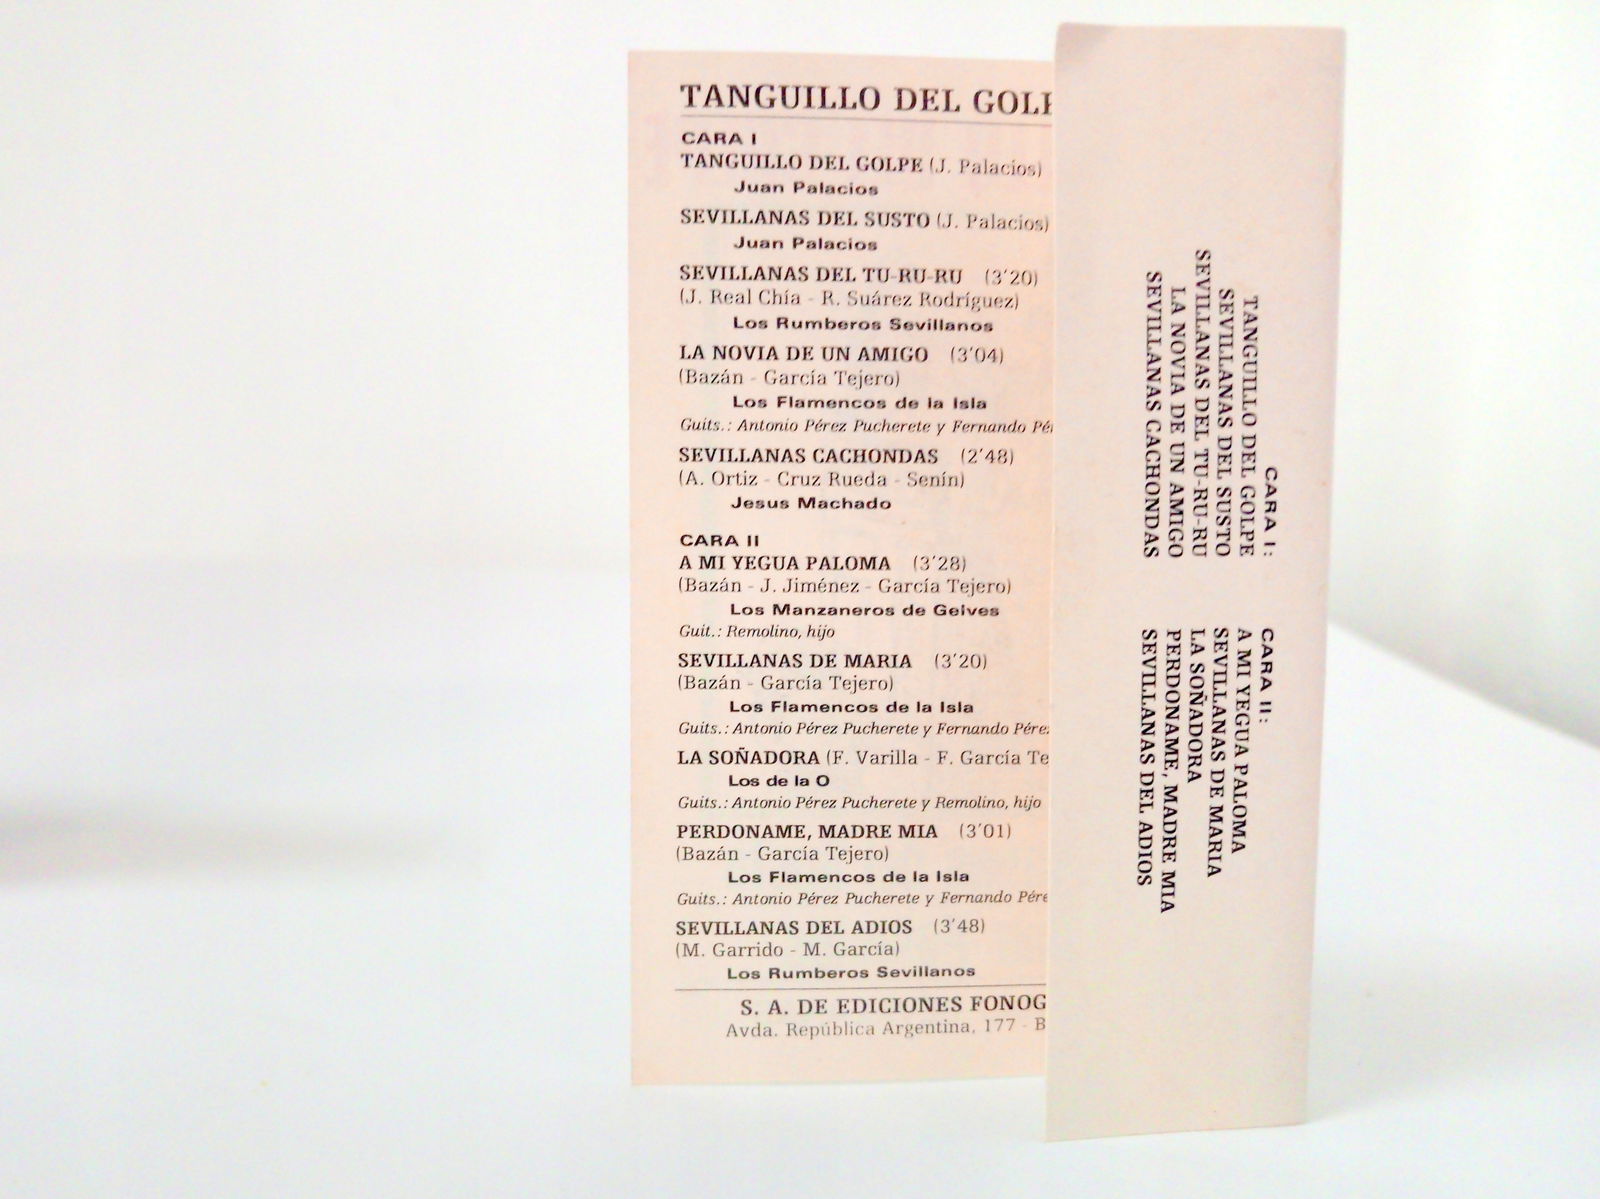 TANGUILLO DEL GOLP
CARA I
TANGUILLO DEL GOLPE (J. Palacios)
Juan Palacios
SEVILLANAS DEL SUSTO (J. Palacios)
Juan Palacios
SEVILLANAS DEL TU-RU-RU (3'20)
(J. Real Chía - R. Suárez Rodríguez)
Los Rumberos Sevillanos
LA NOVIA DE UN AMIGO (3'04)
(Bazán - García Tejero)
Los Flamencos de la Isla
Guits.: Antonio Pérez Pucherete y Fernando Pé
SEVILLANAS CACHONDAS (2'48)
(A. Ortiz - Cruz Rueda - Senín)
Jesus Machado
CARA II
A MI YEGUA PALOMA (3'28)
(Bazán - J. Jiménez - García Tejero)
Los Manzaneros de Gelves
Guit.: Remolino, hijo
SEVILLANAS DE MARIA (3'20)
(Bazán - García Tejero)
Los Flamencos de la Isla
Guits.: Antonio Pérez Pucherete y Fernando Pére
LA SOÑADORA (F. Varilla - F. García Te
Los de la O
Guits.: Antonio Pérez Pucherete y Remolino, hijo
PERDONAME, MADRE MIA (3'01)
(Bazán - García Tejero)
Los Flamencos de la Isla
Guits.: Antonio Pérez Pucherete y Fernando Pére
SEVILLANAS DEL ADIOS (3'48)
(M. Garrido - M. García)
Los Rumberos Sevillanos
S. A. DE EDICIONES FONOG
Avda. República Argentina, 177 - B
CARA I:
TANGUILLO DEL GOLPE
SEVILLANAS DEL SUSTO
SEVILLANAS DEL TU-RU-RU
LA NOVIA DE UN AMIGO
SEVILLANAS CACHONDAS
CARA II:
A MI YEGUA PALOMA
SEVILLANAS DE MARIA
LA SOÑADORA
PERDONAME, MADRE MIA
SEVILLANAS DEL ADIOS